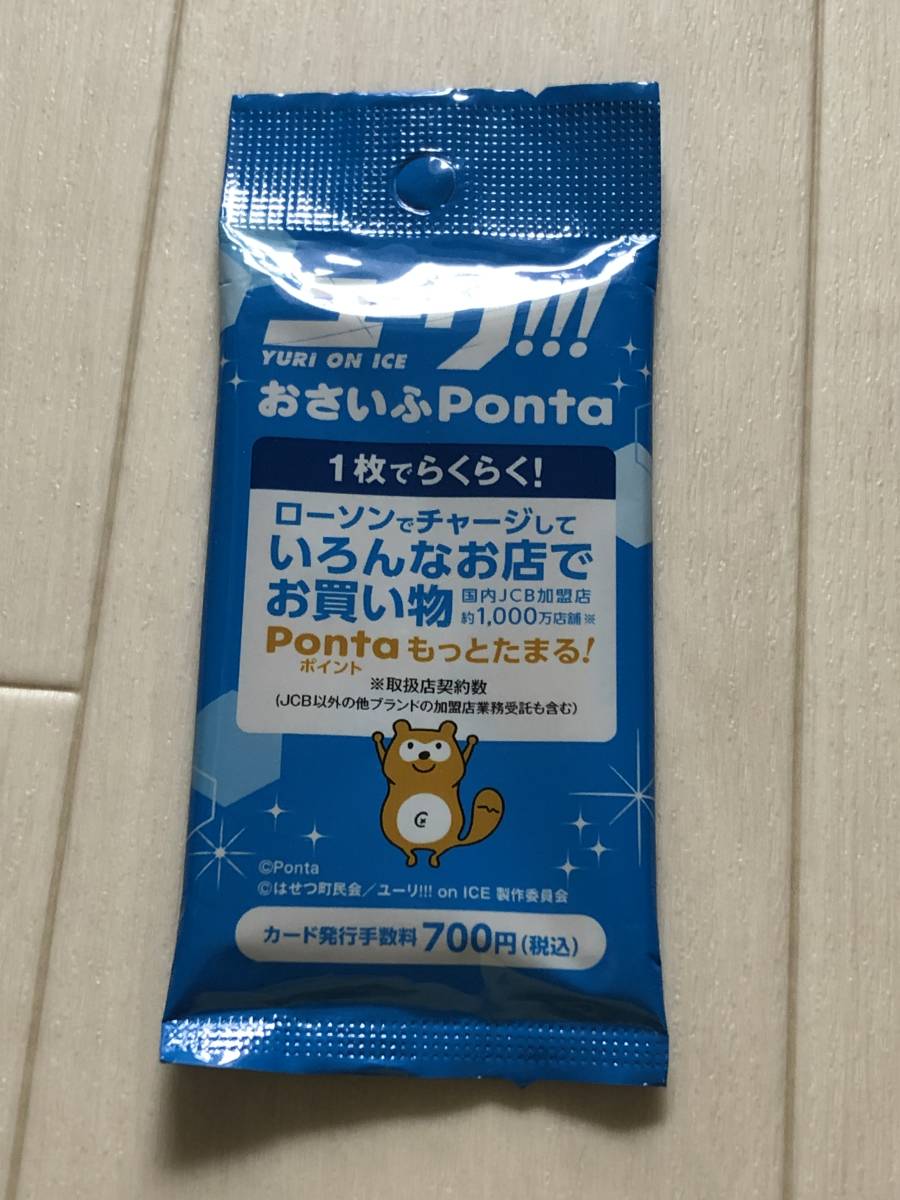 ユーリ!!!
YURI ON ICE
おさいふPonta
1枚でらくらく!
ローソンでチャージして
いろんなお店で
お買い物 国内JCB加盟店
約1,000万店舗※
Pontaもっとたまる!
ポイント
※取扱店契約数
(JCB以外の他ブランドの加盟店業務受託も含む)
©Ponta
©はせつ町民会/ユーリ!!! on ICE 製作委員会
カード発行手数料 700円(税込)